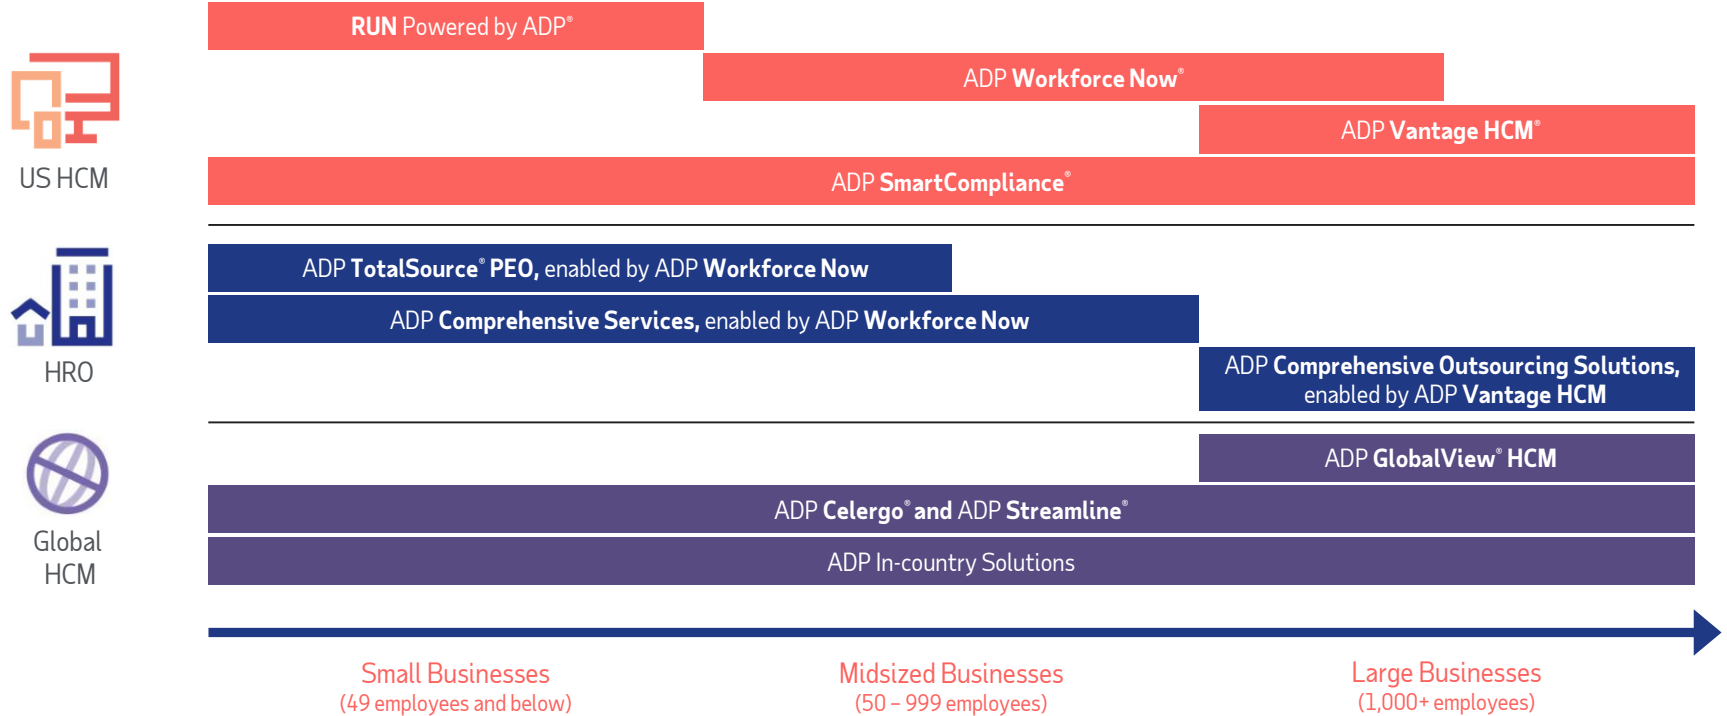 RUN Powered by ADP®
ADP Workforce Now®
ADP Vantage HCM®
ADP SmartCompliance®
US HCM
ADP TotalSource® PEO, enabled by ADP Workforce Now
ADP Comprehensive Services, enabled by ADP Workforce Now
ADP Comprehensive Outsourcing Solutions,
enabled by ADP Vantage HCM
HRO
ADP GlobalView® HCM
ADP Celergo® and ADP Streamline®
ADP In-country Solutions
Global
HCM
Small Businesses
(49 employees and below)
Midsized Businesses
(50 – 999 employees)
Large Businesses
(1,000+ employees)